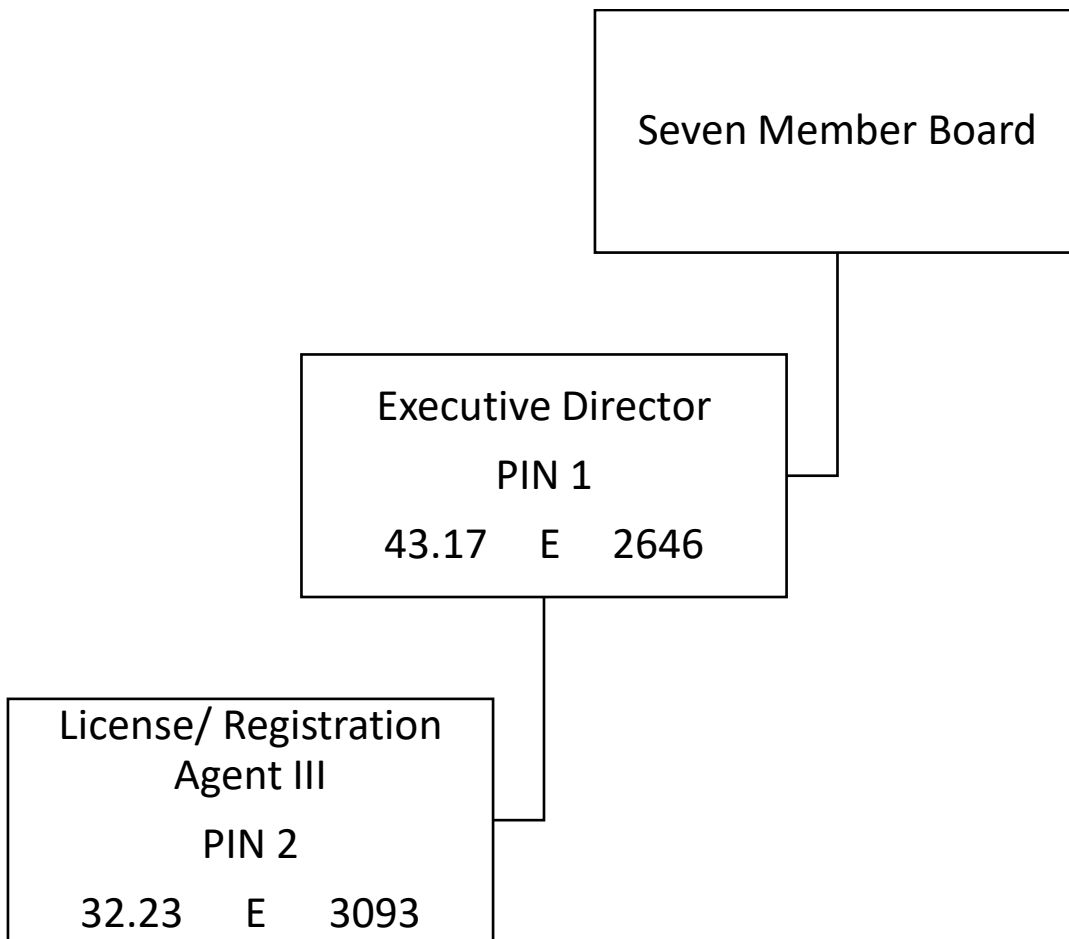 Seven Member Board
Executive Director
PIN 1
43.17 E 2646
License/ Registration
Agent III
PIN 2
32.23 E 3093